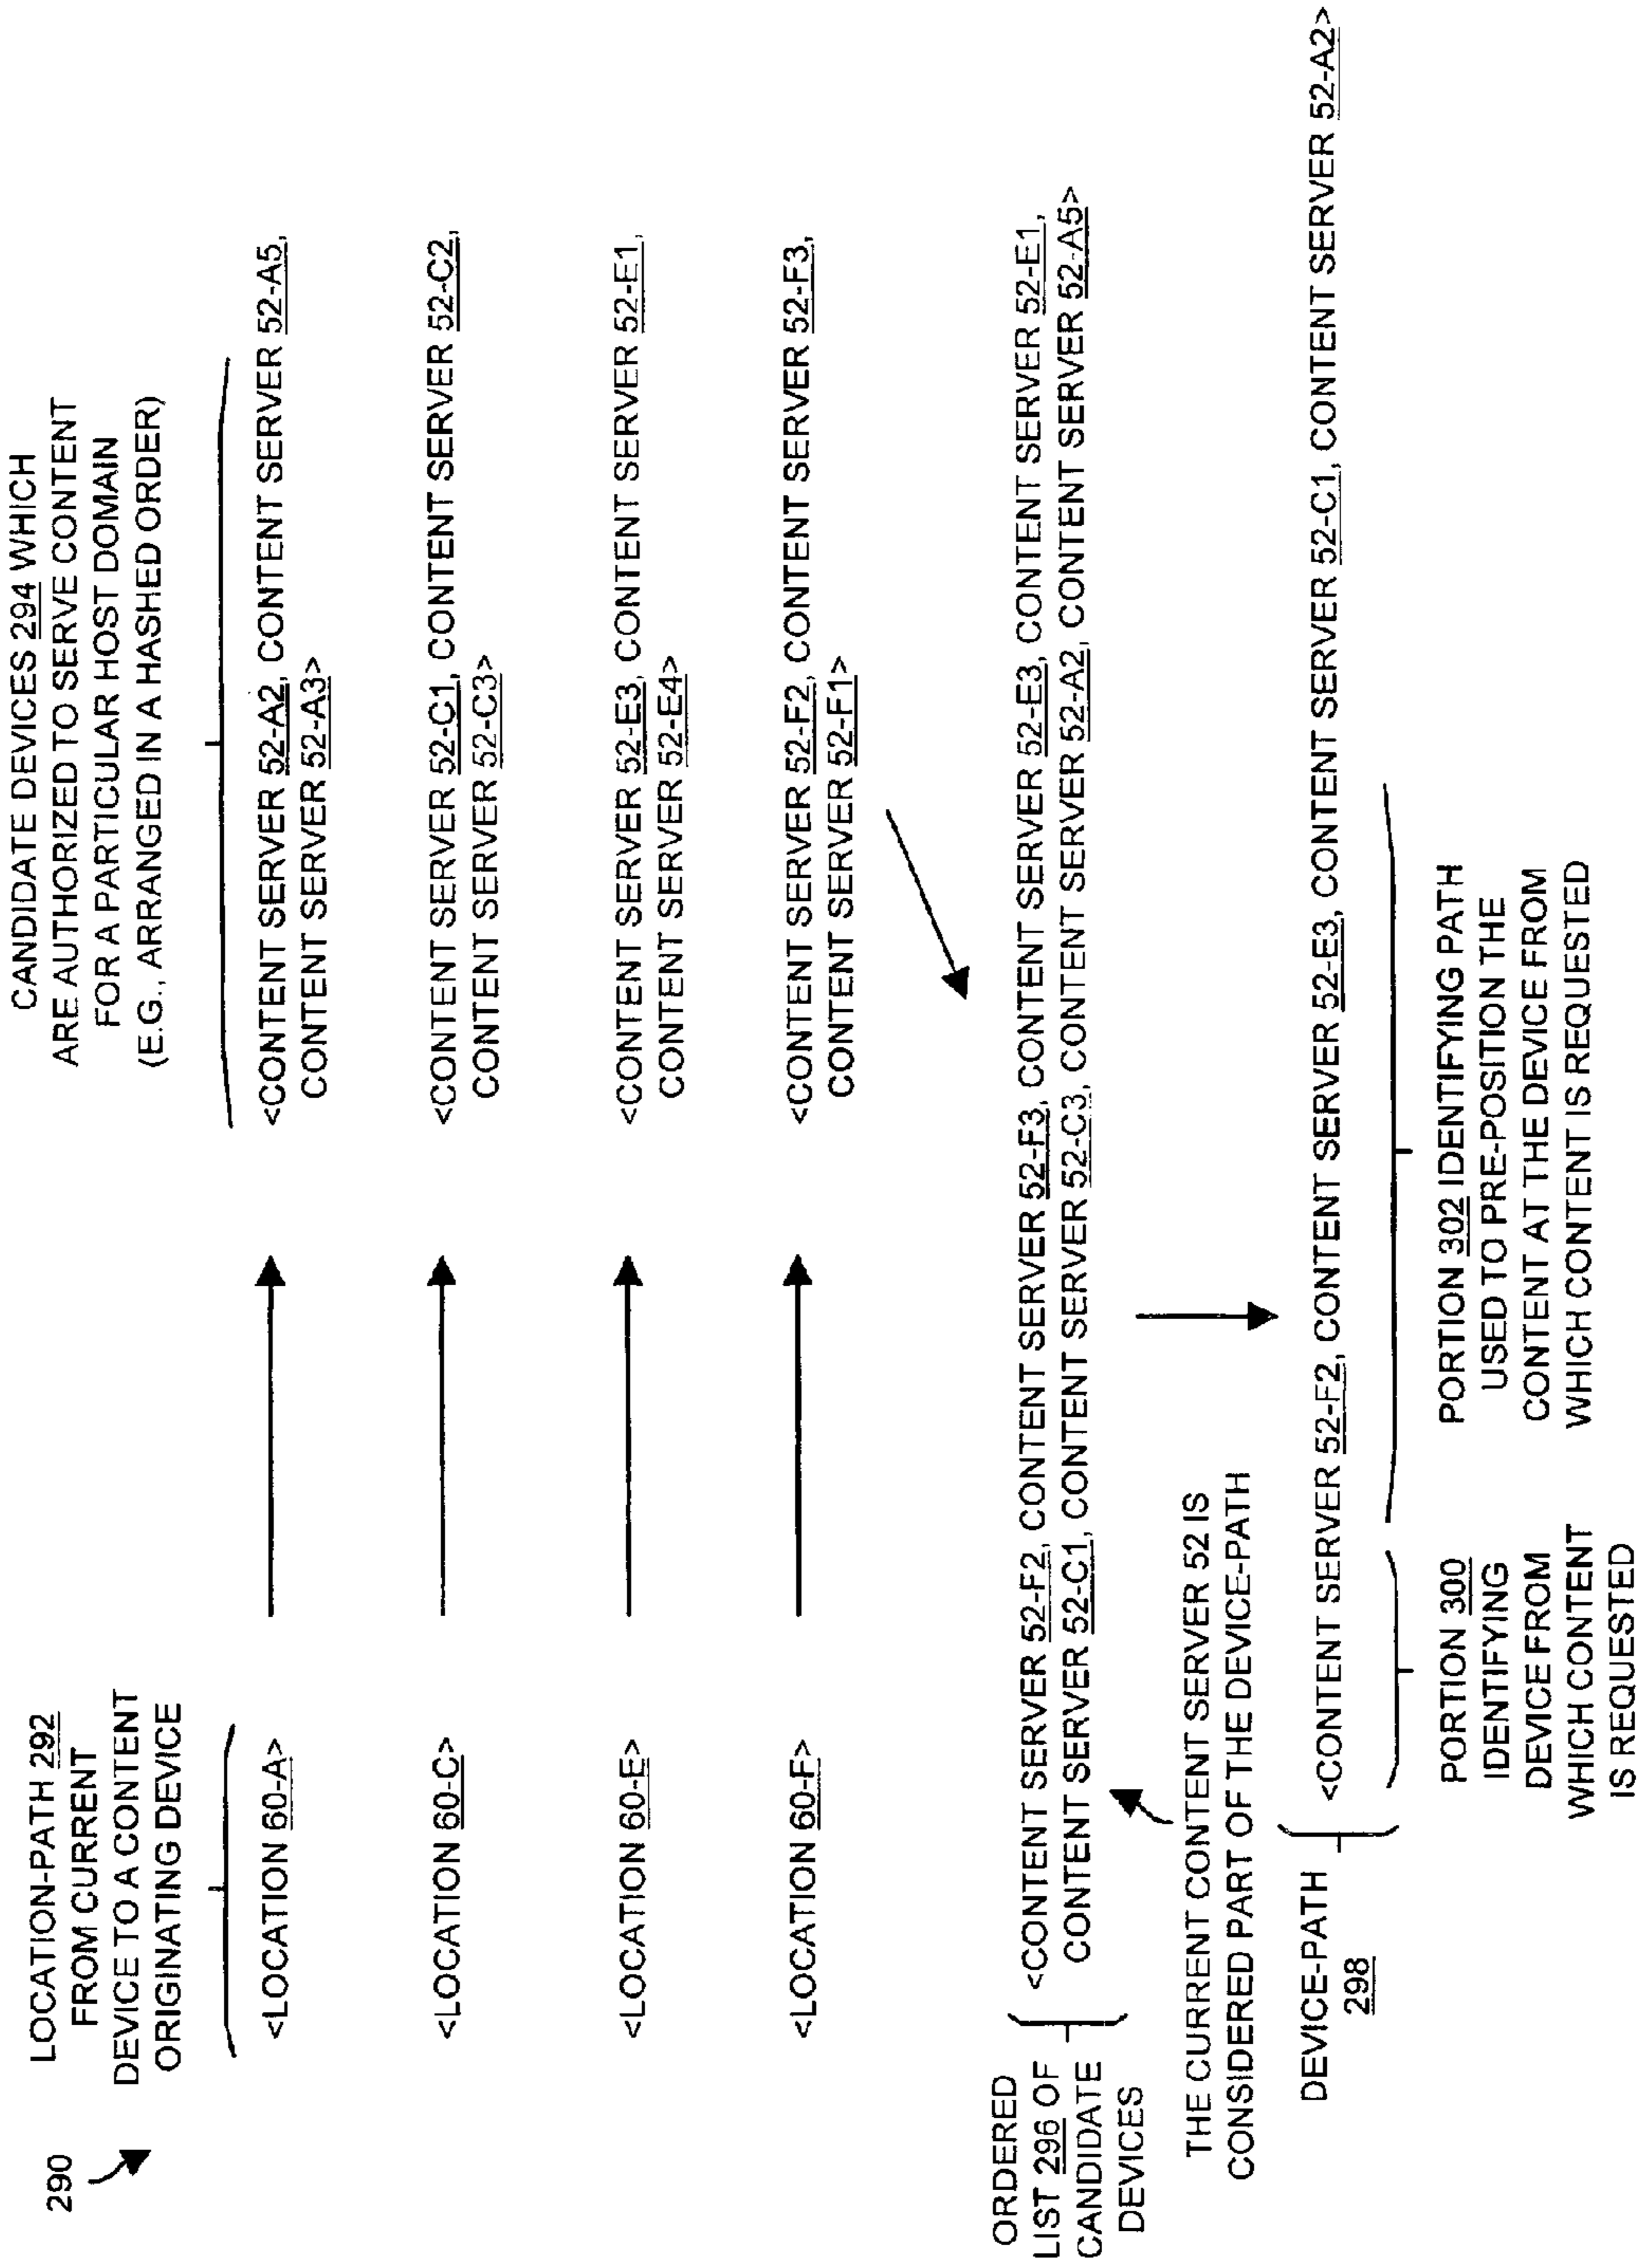 290
LOCATION-PATH 292
FROM CURRENT
DEVICE TO A CONTENT
ORIGINATING DEVICE
CANDIDATE DEVICES 294 WHICH
ARE AUTHORIZED TO SERVE CONTENT
FOR A PARTICULAR HOST DOMAIN
(E.G., ARRANGED IN A HASHED ORDER)
<LOCATION 60-A>
<CONTENT SERVER 52-A2, CONTENT SERVER 52-A5,
CONTENT SERVER 52-A3>
<LOCATION 60-C>
<CONTENT SERVER 52-C1, CONTENT SERVER 52-C2,
CONTENT SERVER 52-C3>
<LOCATION 60-E>
<CONTENT SERVER 52-E3, CONTENT SERVER 52-E1,
CONTENT SERVER 52-E4>
<LOCATION 60-F>
<CONTENT SERVER 52-F2, CONTENT SERVER 52-F3,
CONTENT SERVER 52-F1>
ORDERED
LIST 296 OF
CANDIDATE
DEVICES
<CONTENT SERVER 52-F2, CONTENT SERVER 52-F3, CONTENT SERVER 52-E3, CONTENT SERVER 52-E1,
CONTENT SERVER 52-C1, CONTENT SERVER 52-C3, CONTENT SERVER 52-A2, CONTENT SERVER 52-A5>
THE CURRENT CONTENT SERVER 52 IS
CONSIDERED PART OF THE DEVICE-PATH
DEVICE-PATH
298
<CONTENT SERVER 52-F2, CONTENT SERVER 52-E3, CONTENT SERVER 52-C1, CONTENT SERVER 52-A2>
PORTION 300
IDENTIFYING
DEVICE FROM
WHICH CONTENT
IS REQUESTED
PORTION 302 IDENTIFYING PATH
USED TO PRE-POSITION THE
CONTENT AT THE DEVICE FROM
WHICH CONTENT IS REQUESTED